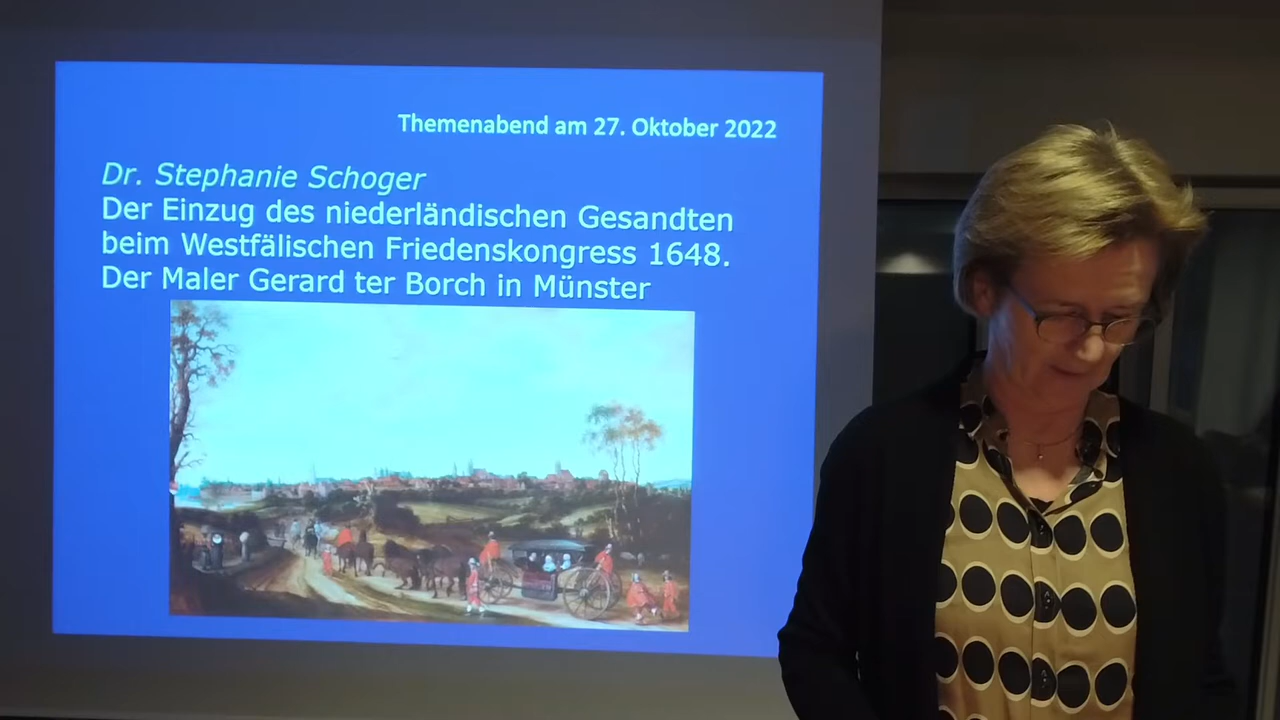 Themenabend am 27. Oktober 2022
Dr. Stephanie Schoger
Der Einzug des niederländischen Gesandten
beim Westfälischen Friedenskongress 1648.
Der Maler Gerard ter Borch in Münster